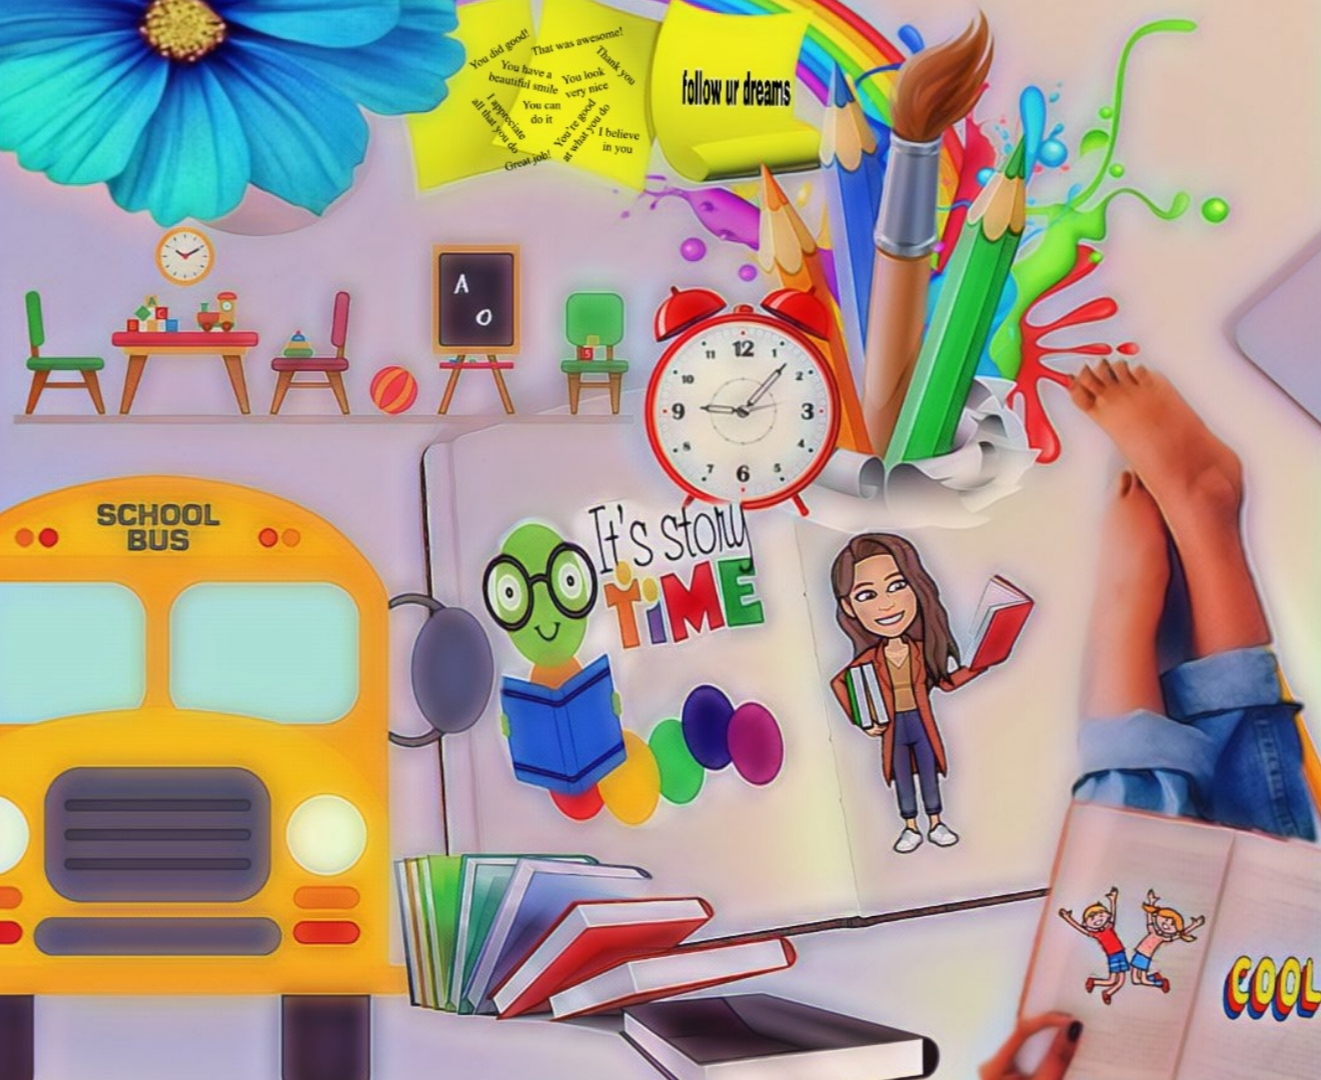 You did good!
That was awesome!
Thank you
You have a
beautiful smile
You look
very nice
I appreciate
all that you do
You can
do it
You're good
at what you do
I believe
in you
Great job!
follow ur dreams
A
O
12
1
2
3
5
6
7
8
9
10
11
SCHOOL
BUS
It's story
TiME
COOL